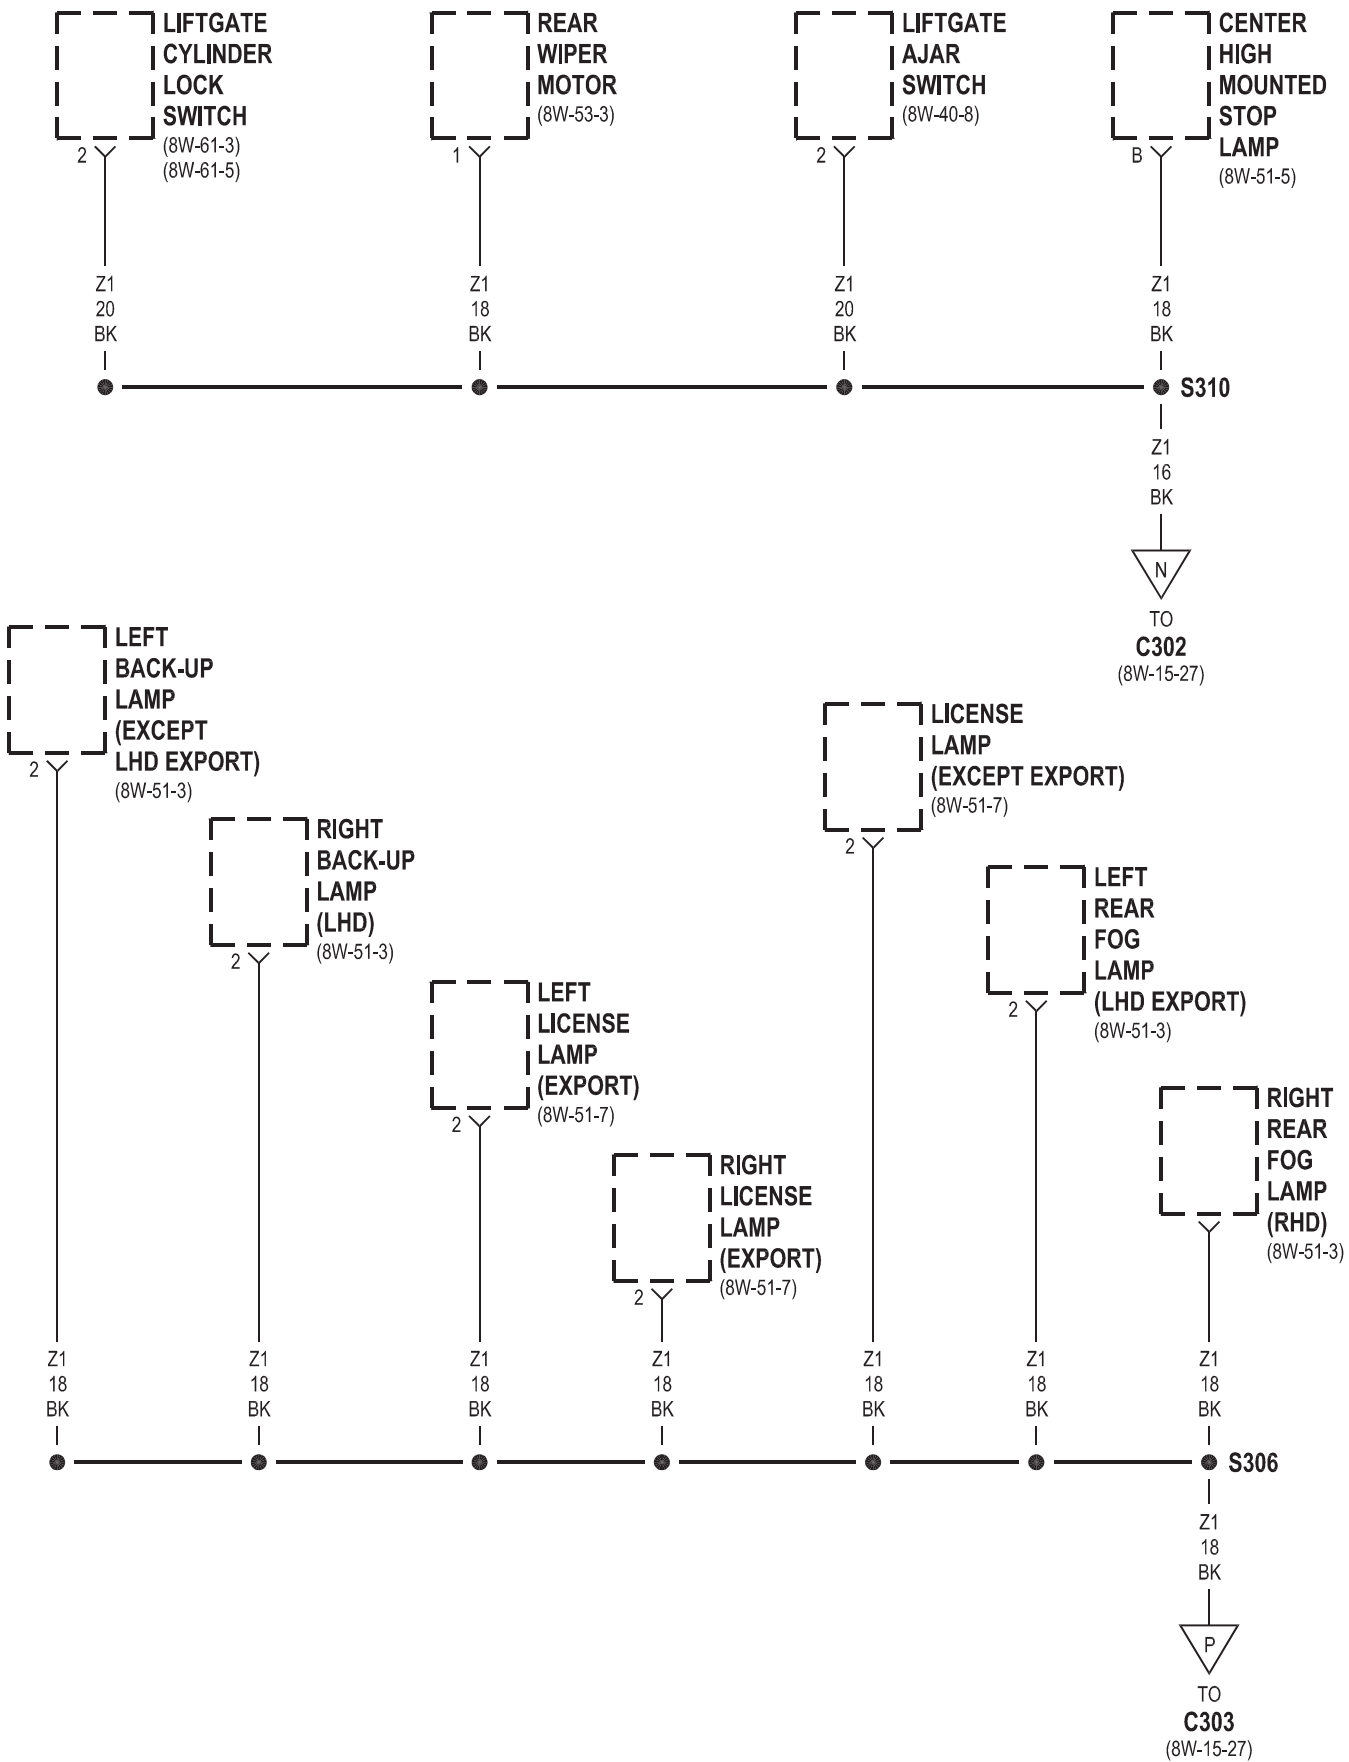 LIFTGATE
CYLINDER
LOCK
SWITCH
(8W-61-3)
(8W-61-5)
2
REAR
WIPER
MOTOR
(8W-53-3)
1
LIFTGATE
AJAR
SWITCH
(8W-40-8)
2
CENTER
HIGH
MOUNTED
STOP
LAMP
(8W-51-5)
B
Z1
20
BK
Z1
18
BK
Z1
20
BK
Z1
18
BK
S310
Z1
16
BK
N
TO
C302
(8W-15-27)
LEFT
BACK-UP
LAMP
(EXCEPT
LHD EXPORT)
(8W-51-3)
2
RIGHT
BACK-UP
LAMP
(LHD)
(8W-51-3)
2
LEFT
LICENSE
LAMP
(EXPORT)
(8W-51-7)
2
RIGHT
LICENSE
LAMP
(EXPORT)
(8W-51-7)
2
LICENSE
LAMP
(EXCEPT EXPORT)
(8W-51-7)
2
LEFT
REAR
FOG
LAMP
(LHD EXPORT)
(8W-51-3)
2
RIGHT
REAR
FOG
LAMP
(RHD)
(8W-51-3)
Z1
18
BK
Z1
18
BK
Z1
18
BK
Z1
18
BK
Z1
18
BK
Z1
18
BK
Z1
18
BK
S306
Z1
18
BK
P
TO
C303
(8W-15-27)